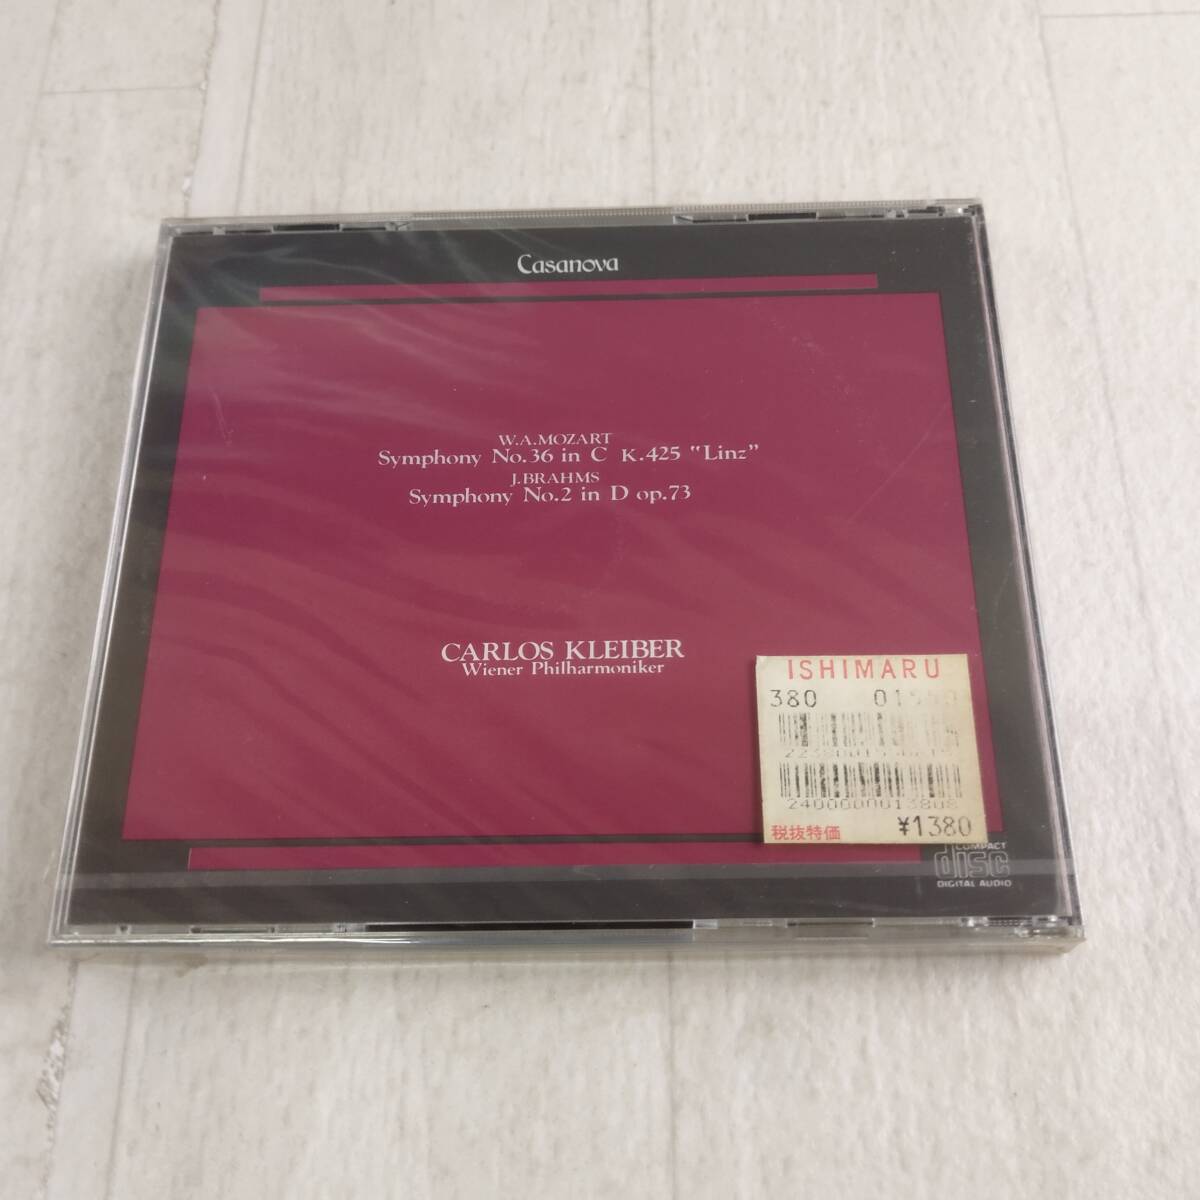 Casanova
W.A.MOZART
Symphony No.36 in C K.425 "Linz"
J.BRAHMS
Symphony No.2 in D op.73
CARLOS KLEIBER
Wiener Philharmoniker
ISHIMARU
380
2400000013808
税抜特価 ¥1380
COMPACT
disc
DIGITAL AUDIO